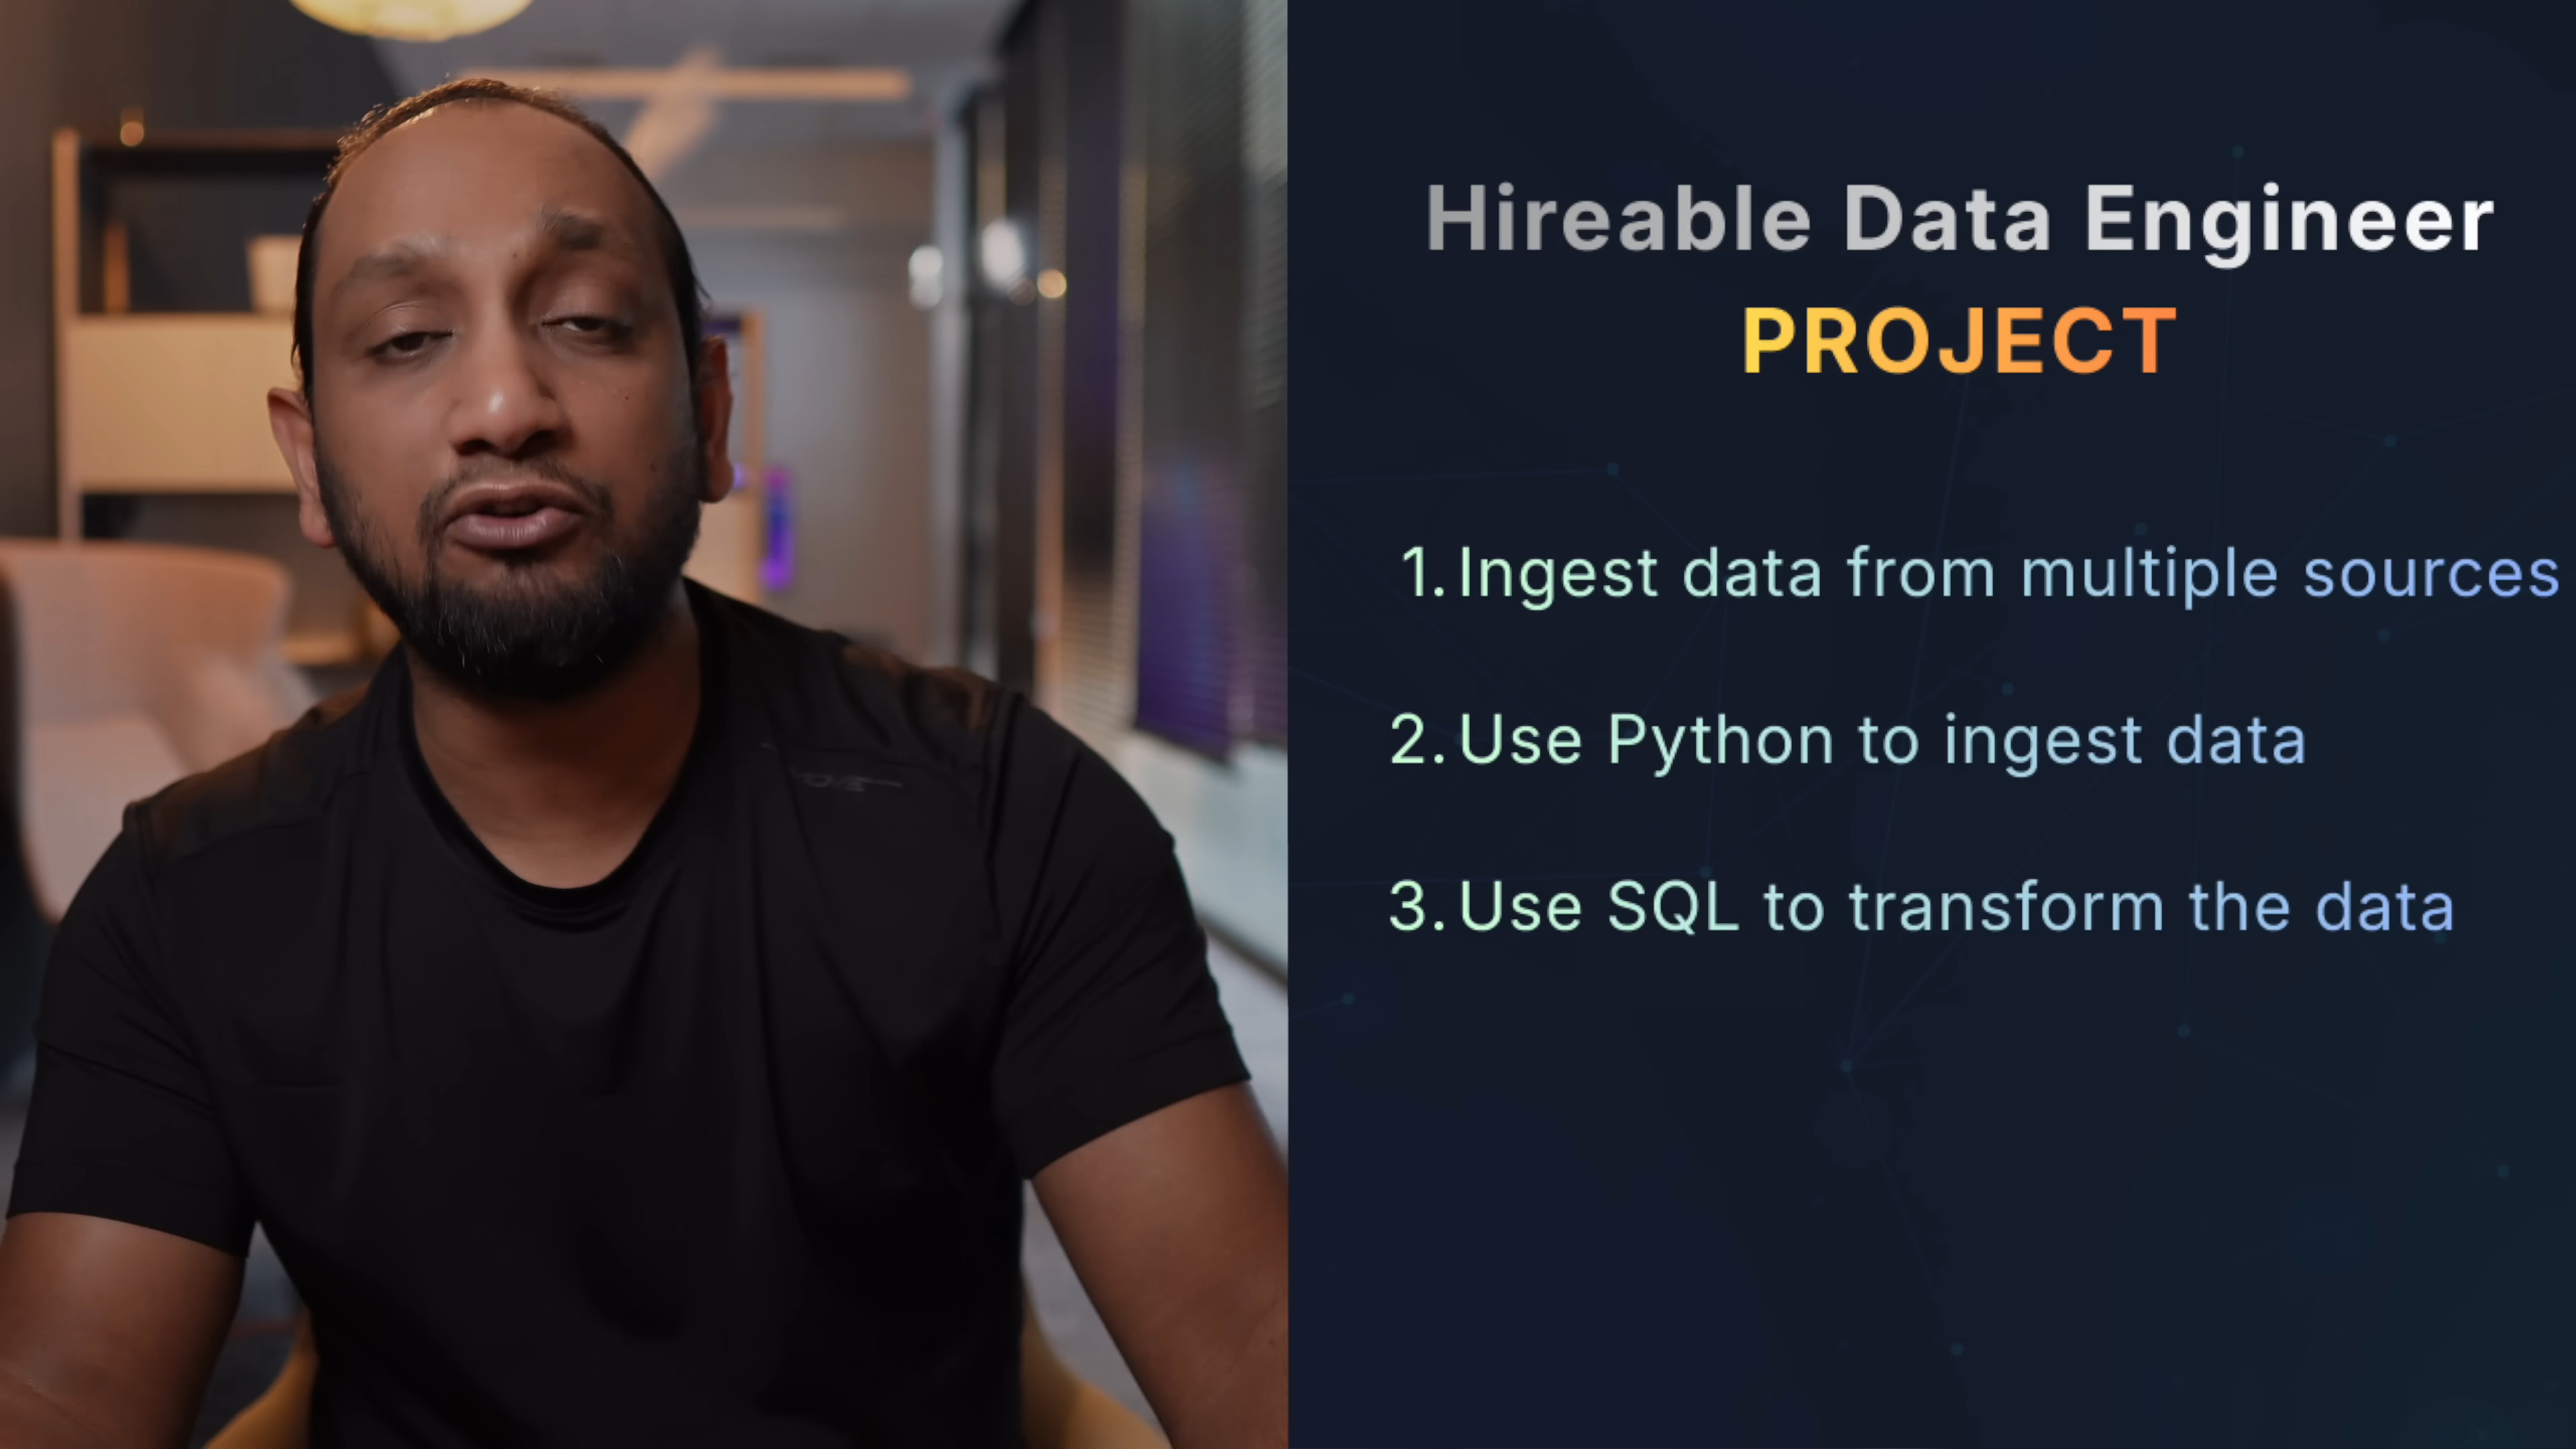 Hireable Data Engineer
PROJECT
1. Ingest data from multiple sources
2. Use Python to ingest data
3. Use SQL to transform the data